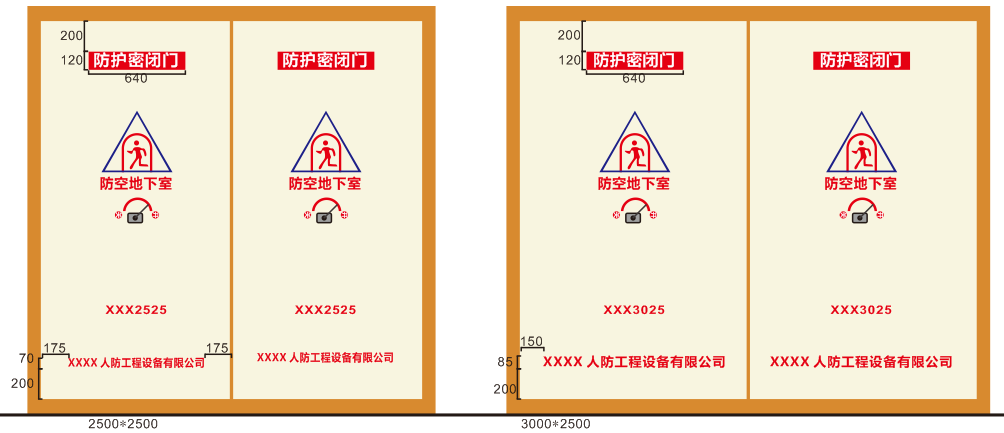 200
防护密闭门
防护密闭门
120
640
防空地下室
防空地下室
XXX2525
XXX2525
175
175
70
XXXX 人防工程设备有限公司
XXXX 人防工程设备有限公司
200
2500*2500
200
防护密闭门
防护密闭门
120
640
防空地下室
防空地下室
XXX3025
XXX3025
150
85
XXXX 人防工程设备有限公司
XXXX 人防工程设备有限公司
200
3000*2500